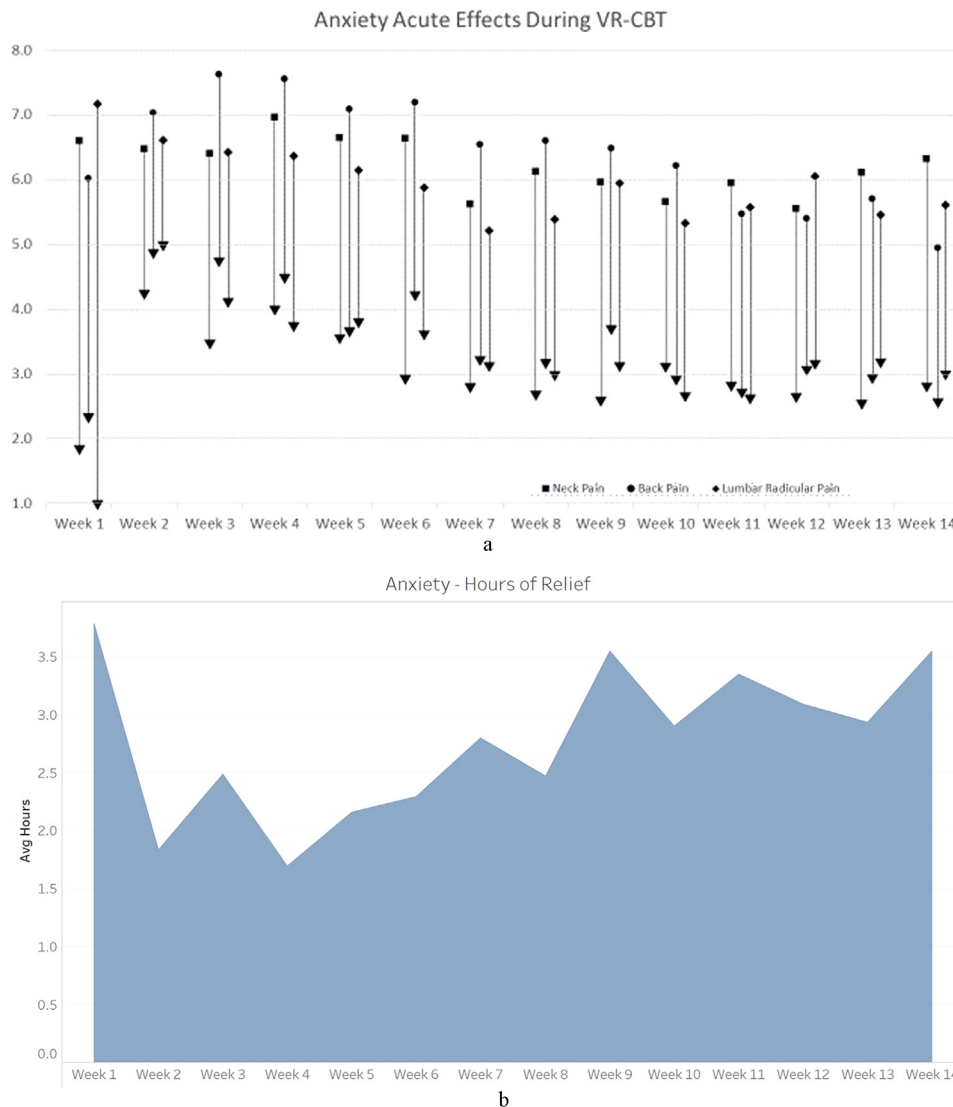 Anxiety Acute Effects During VR-CBT
8.0
7.0
6.0
5.0
4.0
3.0
2.0
1.0
Neck Pain Back Pain Lumbar Radicular Pain
Week 1 Week 2 Week 3 Week 4 Week 5 Week 6 Week 7 Week 8 Week 9 Week 10 Week 11 Week 12 Week 13 Week 14
a
Anxiety - Hours of Relief
Avg Hours
3.5
3.0
2.5
2.0
1.5
1.0
0.5
0.0
Week 1 Week 2 Week 3 Week 4 Week 5 Week 6 Week 7 Week 8 Week 9 Week 10 Week 11 Week 12 Week 13 Week 14
b